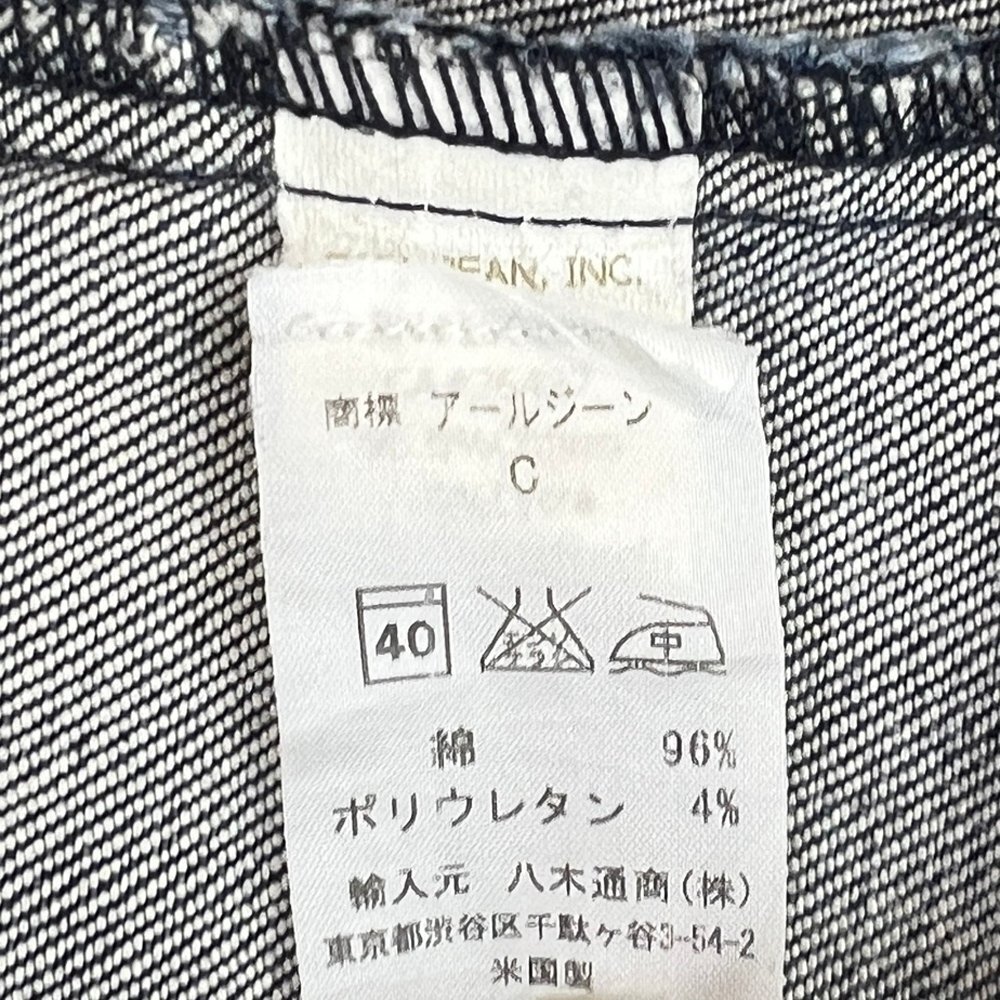 EAN, INC.
商標 アールジーン
C
40
中
綿 96%
ポリウレタン 4%
輸入元 八木通商(株)
東京都渋谷区千駄ヶ谷3-54-2
米国製